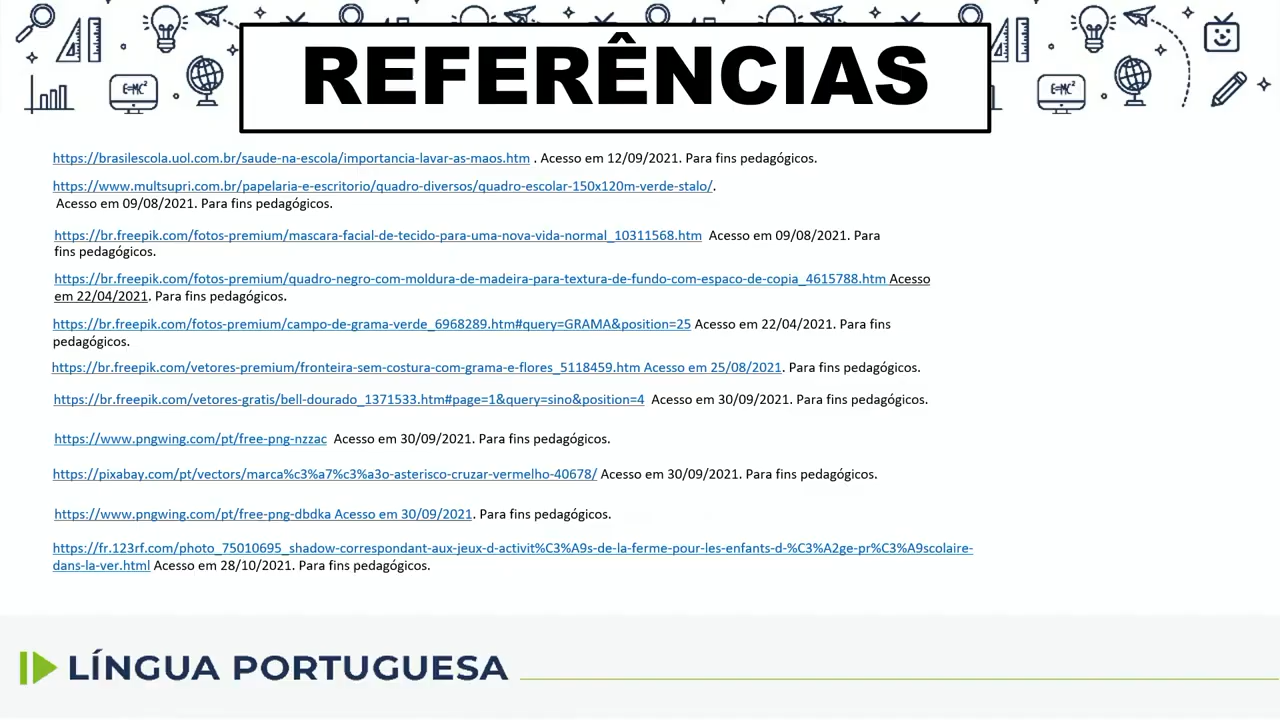 REFERÊNCIAS
E=MC²
E=MC²
https://brasilescola.uol.com.br/saude-na-escola/importancia-lavar-as-maos.htm . Acesso em 12/09/2021. Para fins pedagógicos.
https://www.multsupri.com.br/papelaria-e-escritorio/quadro-diversos/quadro-escolar-150x120m-verde-stalo/.
Acesso em 09/08/2021. Para fins pedagógicos.
https://br.freepik.com/fotos-premium/mascara-facial-de-tecido-para-uma-nova-vida-normal_10311568.htm Acesso em 09/08/2021. Para
fins pedagógicos.
https://br.freepik.com/fotos-premium/quadro-negro-com-moldura-de-madeira-para-textura-de-fundo-com-espaco-de-copia_4615788.htm Acesso
em 22/04/2021. Para fins pedagógicos.
https://br.freepik.com/fotos-premium/campo-de-grama-verde_6968289.htm#query=GRAMA&position=25 Acesso em 22/04/2021. Para fins
pedagógicos.
https://br.freepik.com/vetores-premium/fronteira-sem-costura-com-grama-e-flores_5118459.htm Acesso em 25/08/2021. Para fins pedagógicos.
https://br.freepik.com/vetores-gratis/bell-dourado_1371533.htm#page=1&query=sino&position=4 Acesso em 30/09/2021. Para fins pedagógicos.
https://www.pngwing.com/pt/free-png-nzzac Acesso em 30/09/2021. Para fins pedagógicos.
https://pixabay.com/pt/vectors/marca%c3%a7%c3%a3o-asterisco-cruzar-vermelho-40678/ Acesso em 30/09/2021. Para fins pedagógicos.
https://www.pngwing.com/pt/free-png-dbdka Acesso em 30/09/2021. Para fins pedagógicos.
https://fr.123rf.com/photo_75010695_shadow-correspondant-aux-jeux-d-activit%C3%A9s-de-la-ferme-pour-les-enfants-d-%C3%A2ge-pr%C3%A9scolaire-
dans-la-ver.html Acesso em 28/10/2021. Para fins pedagógicos.
LÍNGUA PORTUGUESA